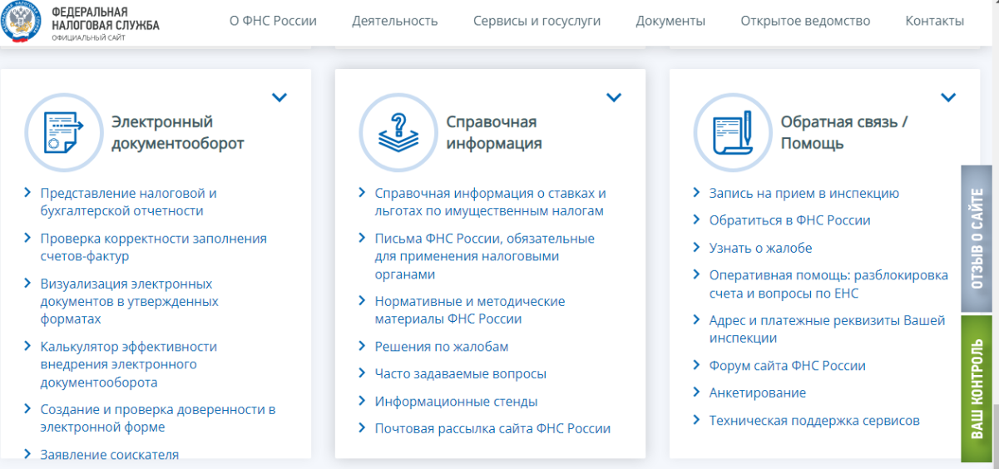 ФЕДЕРАЛЬНАЯ
НАЛОГОВАЯ СЛУЖБА
ОФИЦИАЛЬНЫЙ САЙТ
О ФНС России
Деятельность
Сервисы и госуслуги
Документы
Открытое ведомство
Контакты
Электронный
документооборот
Представление налоговой и
бухгалтерской отчетности
Проверка корректности заполнения
счетов-фактур
Визуализация электронных
документов в утвержденных
форматах
Калькулятор эффективности
внедрения электронного
документооборота
Создание и проверка доверенности в
электронной форме
Заявление соискателя
Справочная
информация
Справочная информация о ставках и
льготах по имущественным налогам
Письма ФНС России, обязательные
для применения налоговыми
органами
Нормативные и методические
материалы ФНС России
Решения по жалобам
Часто задаваемые вопросы
Информационные стенды
Почтовая рассылка сайта ФНС России
Обратная связь /
Помощь
Запись на прием в инспекцию
Обратиться в ФНС России
Узнать о жалобе
Оперативная помощь: разблокировка
счета и вопросы по ЕНС
Адрес и платежные реквизиты Вашей
инспекции
Форум сайта ФНС России
Анкетирование
Техническая поддержка сервисов
ОТЗЫВ О САЙТЕ
ВАШ КОНТРОЛЬ